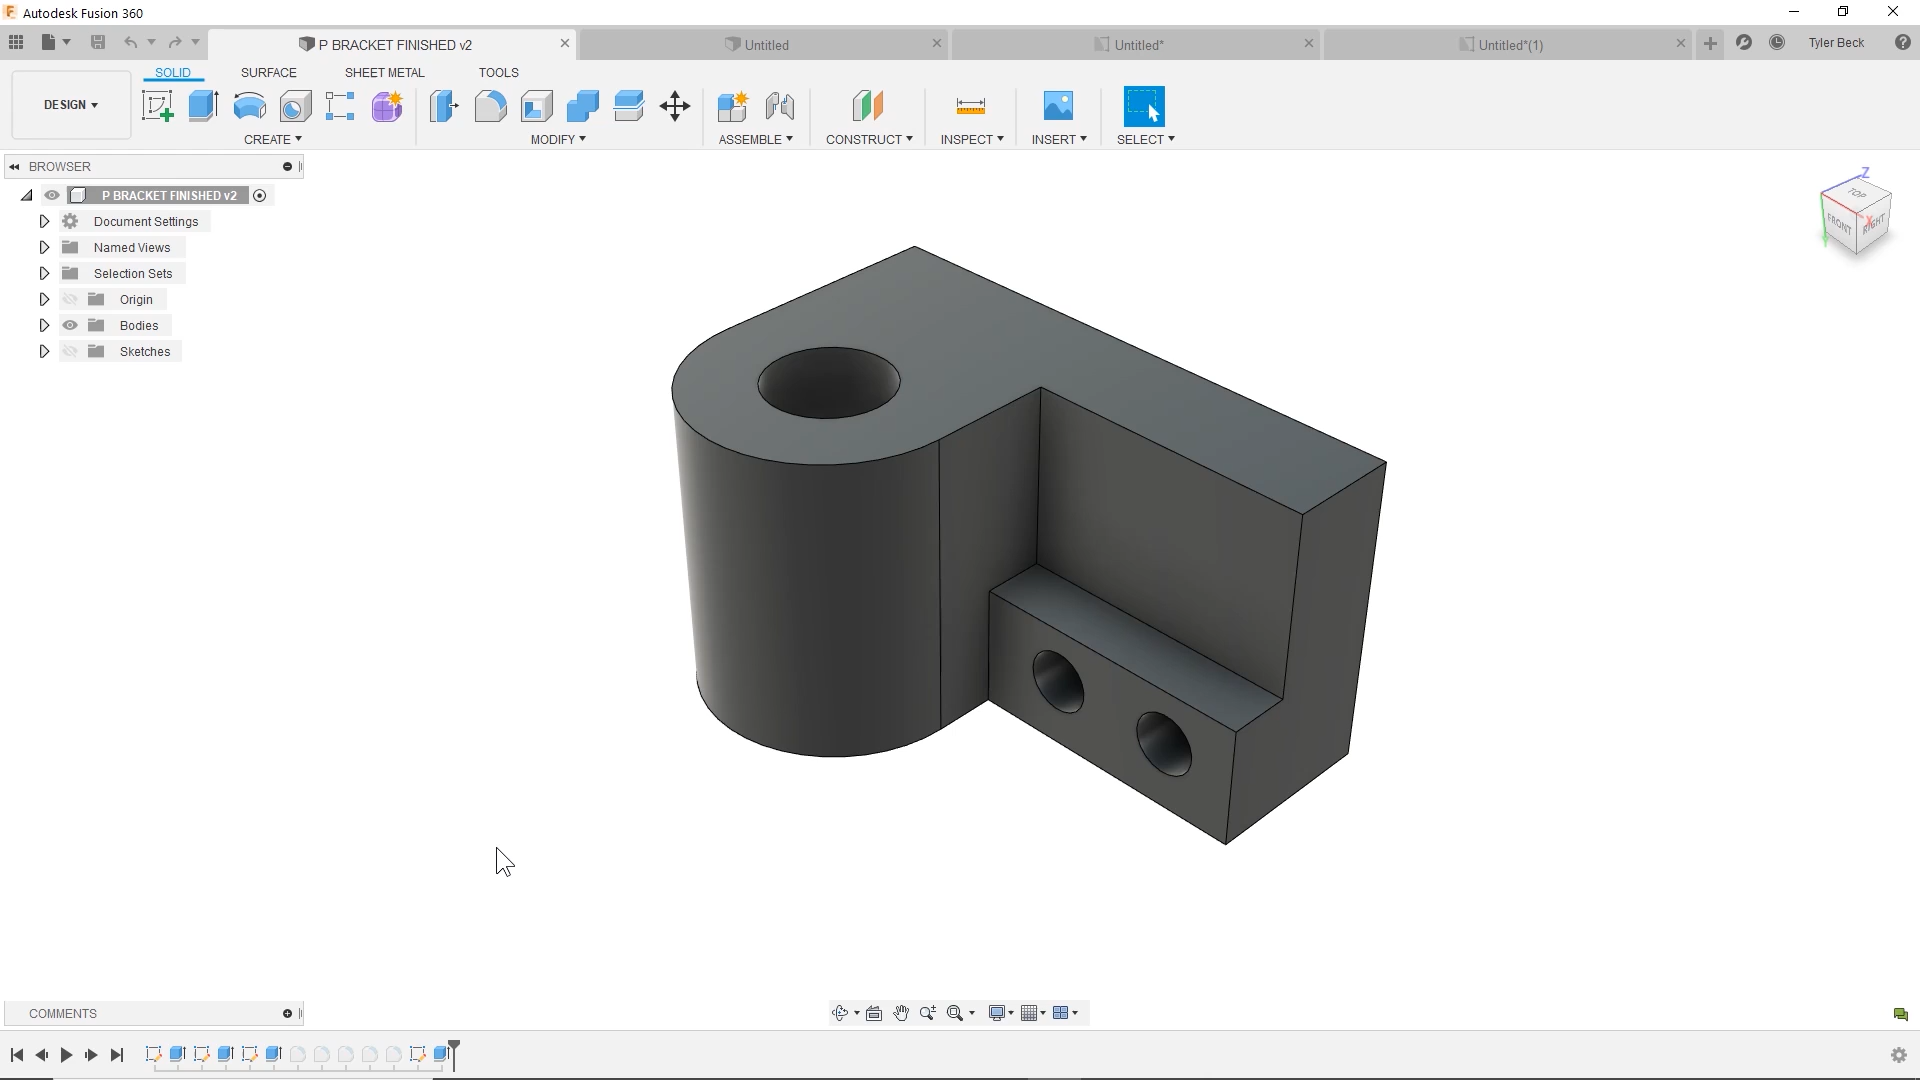 Autodesk Fusion 360
P BRACKET FINISHED v2
Untitled
Untitled*
Untitled*(1)
Tyler Beck
DESIGN
SOLID
SURFACE
SHEET METAL
TOOLS
CREATE
MODIFY
ASSEMBLE
CONSTRUCT
INSPECT
INSERT
SELECT
BROWSER
P BRACKET FINISHED v2
Document Settings
Named Views
Selection Sets
Origin
Bodies
Sketches
Z
TOP
FRONT
X
RIGHT
Y
COMMENTS